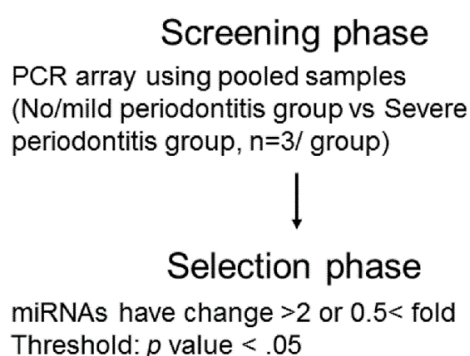 Screening phase
PCR array using pooled samples
(No/mild periodontitis group vs Severe
periodontitis group, n=3/ group)
Selection phase
miRNAs have change >2 or 0.5< fold
Threshold: p value < .05